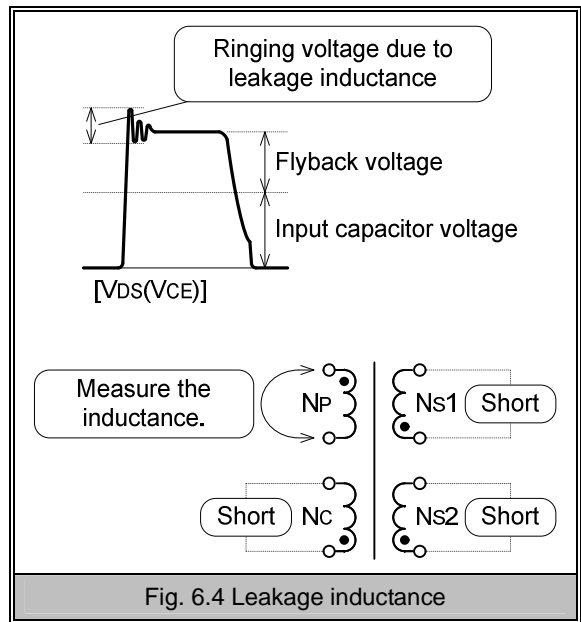 Ringing voltage due to
leakage inductance
Flyback voltage
Input capacitor voltage
[VDS(VCE)]
Measure the
inductance.
NP
NS1
Short
Short
NC
NS2
Short
Fig. 6.4 Leakage inductance